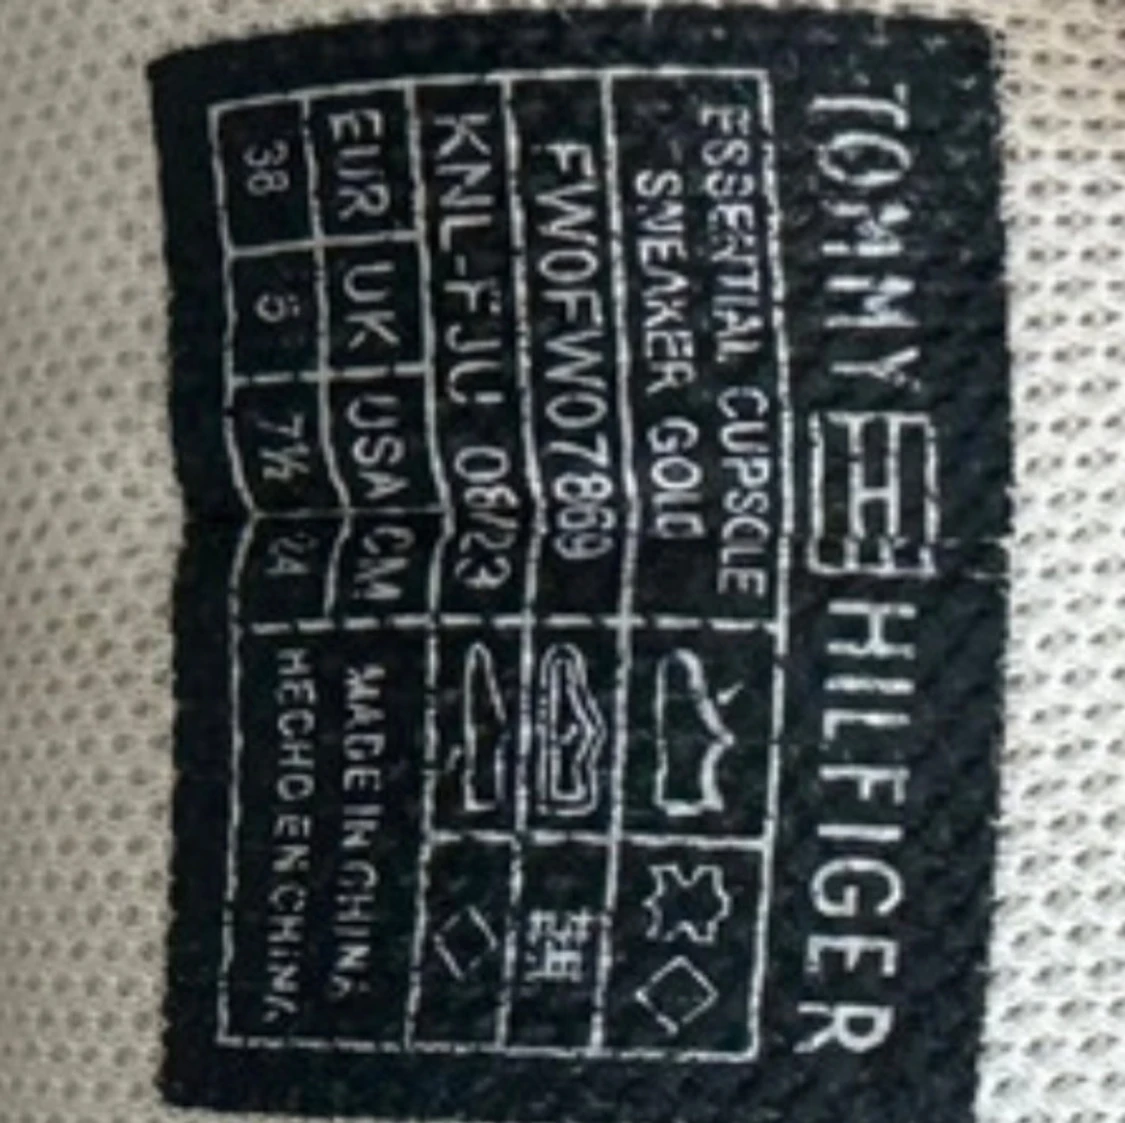 TOMMY HILFIGER
ESSENTIAL CUPSOLE
SNEAKER GOLD
FW0FW07869
KNL-FJU 08/23
EUR UK USA CM
38 5 7½ 24
MADE IN CHINA
HECHO EN CHINA